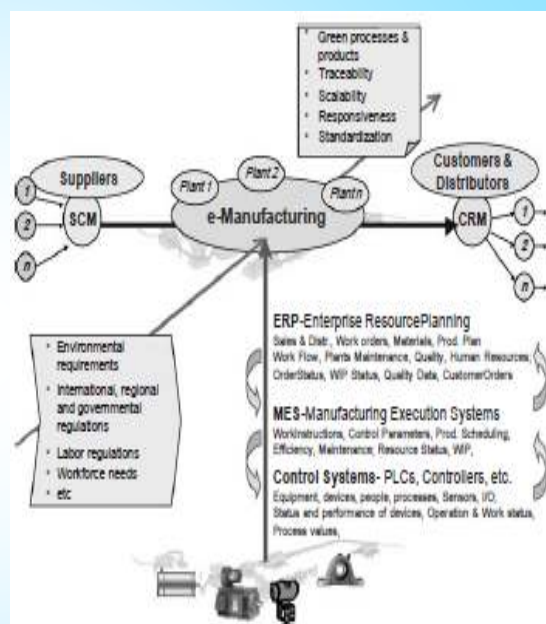 Green processes &
products
Traceability
Scalability
Responsiveness
Standardization
Suppliers
Customers &
Distributors
Plant 1
Plant 2
Plant n
1
2
n
SCM
e-Manufacturing
CRM
1
2
n
ERP-Enterprise ResourcePlanning
Sales & Distr., Work orders, Materials, Prod. Plan
Work Flow, Plants Maintenance, Quality, Human Resources,
OrderStatus, WIP Status, Quality Data, CustomerOrders
MES-Manufacturing Execution Systems
WorkInstructions, Control Parameters, Prod. Scheduling,
Efficiency, Maintenance, Resource Status, WIP,
Control Systems- PLCs, Controllers, etc.
Equipment, devices, people, processes, Sensors, I/O,
Status and performance of devices, Operation & Work status,
Process values,
Environmental
requirements
International, regional
and governmental
regulations
Labor regulations
Workforce needs
etc